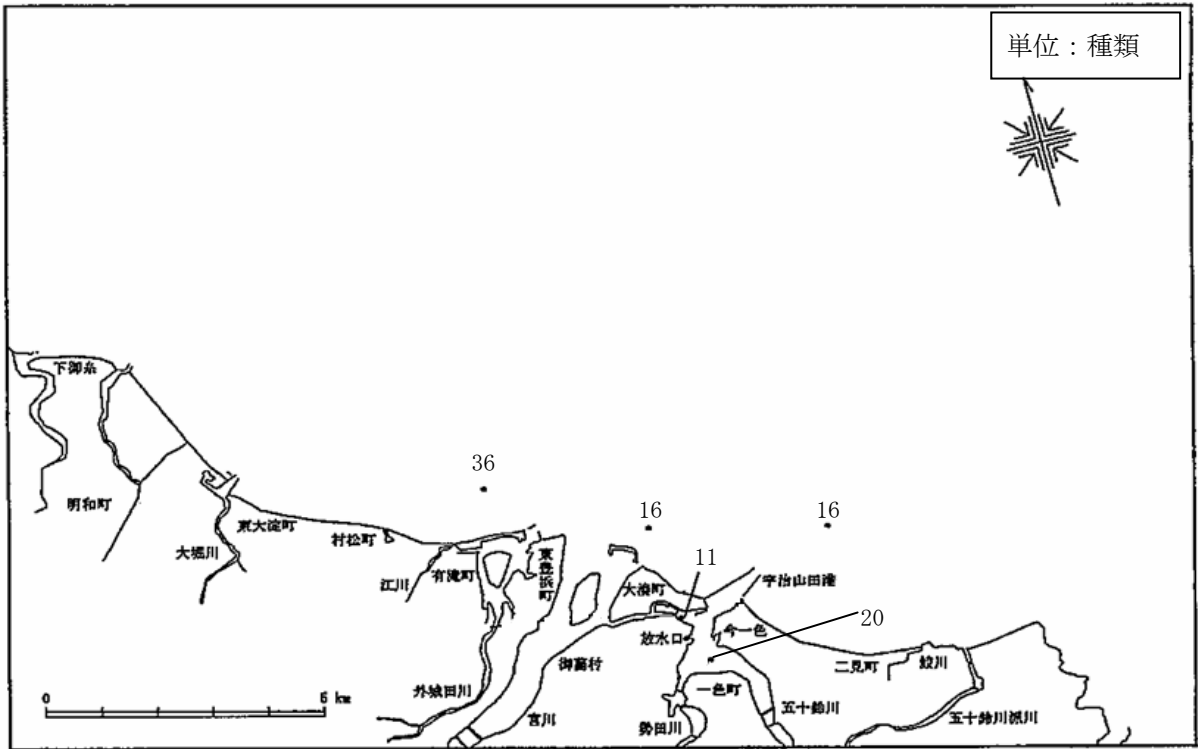 単位：種類
下御糸
36
明和町
16
16
東大淀町
村松町
大堀川
11
江川
有滝町
東豊浜町
大湊町
宇治山田港
放水口
今一色
20
御薗村
二見町
鮫川
0 6 km
外城田川
宮川
一色町
勢田川
五十鈴川
五十鈴川派川